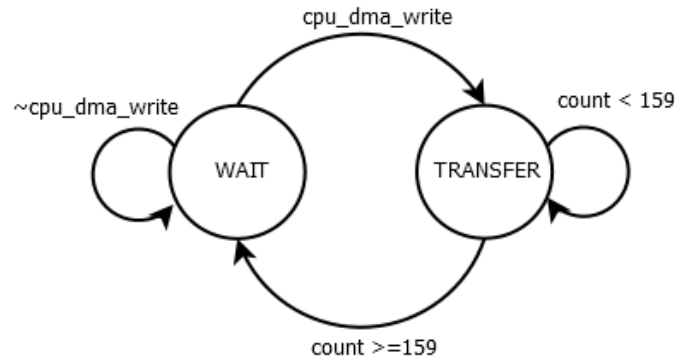 cpu_dma_write
~cpu_dma_write
count < 159
WAIT
TRANSFER
count >=159